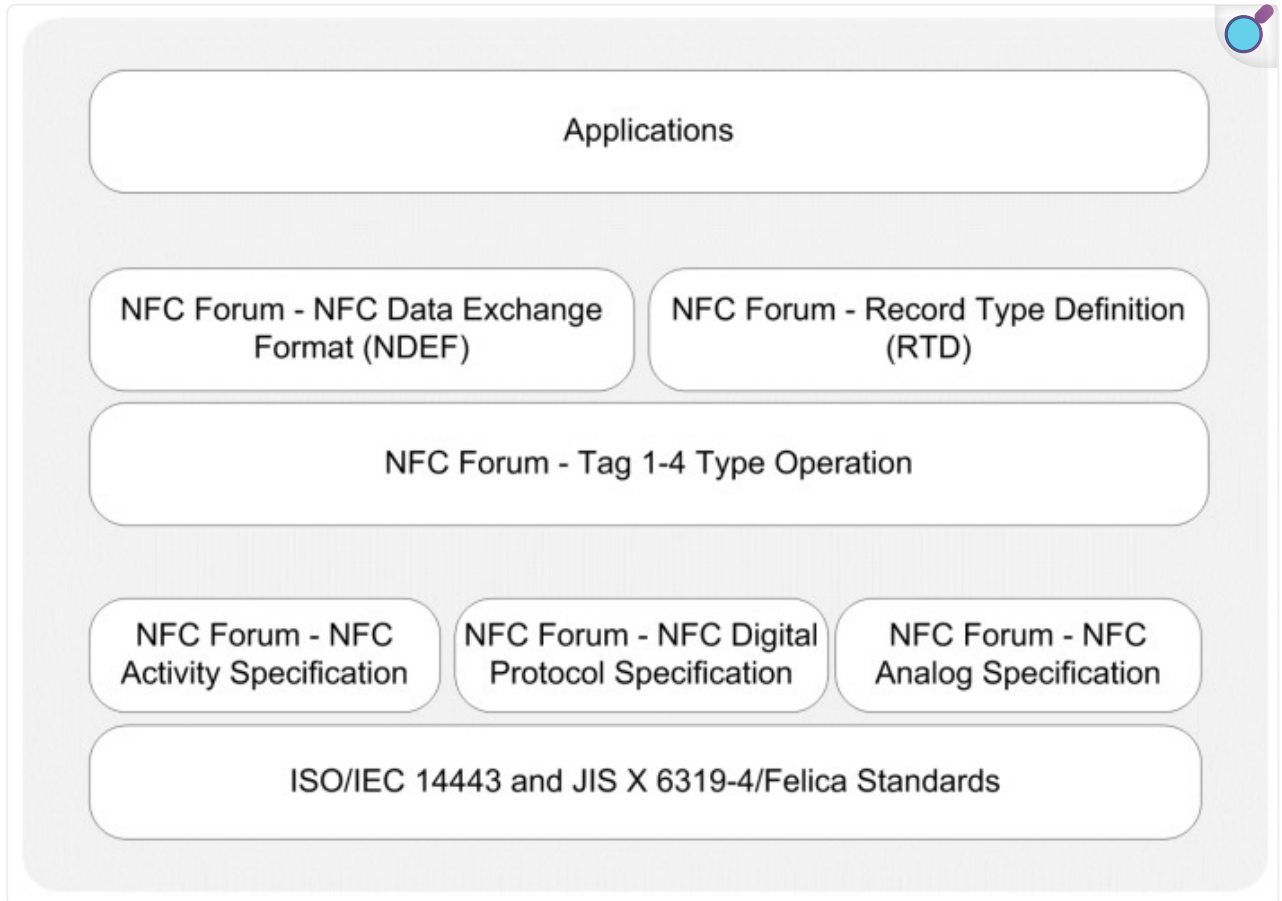 Applications
NFC Forum - NFC Data Exchange
Format (NDEF)
NFC Forum - Record Type Definition
(RTD)
NFC Forum - Tag 1-4 Type Operation
NFC Forum - NFC
Activity Specification
NFC Forum - NFC Digital
Protocol Specification
NFC Forum - NFC
Analog Specification
ISO/IEC 14443 and JIS X 6319-4/Felica Standards